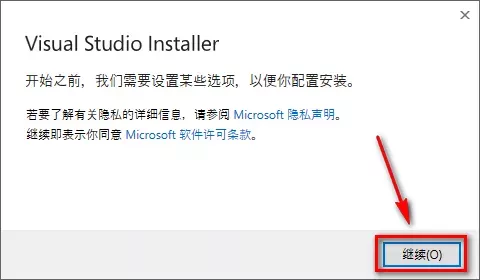 Visual Studio Installer
开始之前，我们需要设置某些选项，以便你配置安装。
若要了解有关隐私的详细信息，请参阅 Microsoft 隐私声明。
继续即表示你同意 Microsoft 软件许可条款。
继续(O)